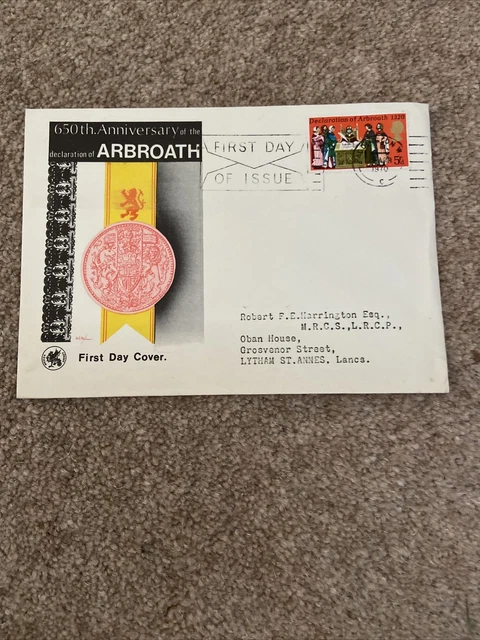 650th.Anniversary of the
declaration of ARBROATH
First Day Cover.
FIRST DAY
OF ISSUE
Declaration of Arbroath 1320
5d
1970
c
Robert F.E.Harrington Esq.,
M.R.C.S.,L.R.C.P.,
Oban House,
Grosvenor Street,
LYTHAM ST.ANNES. Lancs.